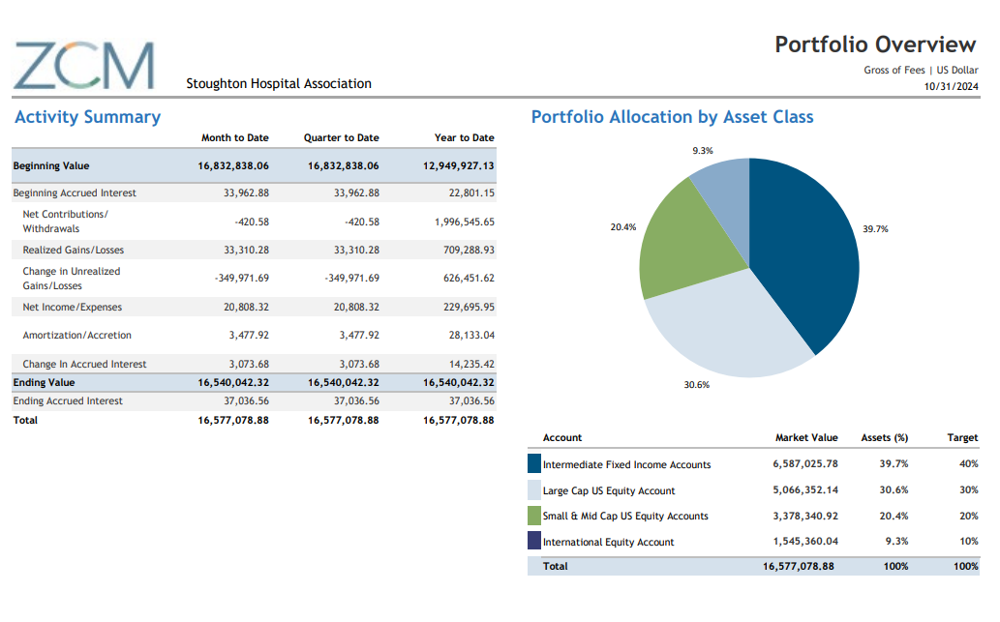 ZCM
Portfolio Overview
Gross of Fees | US Dollar
Stoughton Hospital Association
10/31/2024
Activity Summary
Month to Date Quarter to Date Year to Date
Beginning Value 16,832,838.06 16,832,838.06 12,949,927.13
Beginning Accrued Interest 33,962.88 33,962.88 22,801.15
Net Contributions/
Withdrawals -420.58 -420.58 1,996,545.65
Realized Gains/Losses 33,310.28 33,310.28 709,288.93
Change in Unrealized
Gains/Losses -349,971.69 -349,971.69 626,451.62
Net Income/Expenses 20,808.32 20,808.32 229,695.95
Amortization/Accretion 3,477.92 3,477.92 28,133.04
Change In Accrued Interest 3,073.68 3,073.68 14,235.42
Ending Value 16,540,042.32 16,540,042.32 16,540,042.32
Ending Accrued Interest 37,036.56 37,036.56 37,036.56
Total 16,577,078.88 16,577,078.88 16,577,078.88
Portfolio Allocation by Asset Class
9.3%
20.4%
39.7%
30.6%
Account Market Value Assets (%) Target
Intermediate Fixed Income Accounts 6,587,025.78 39.7% 40%
Large Cap US Equity Account 5,066,352.14 30.6% 30%
Small & Mid Cap US Equity Accounts 3,378,340.92 20.4% 20%
International Equity Account 1,545,360.04 9.3% 10%
Total 16,577,078.88 100% 100%